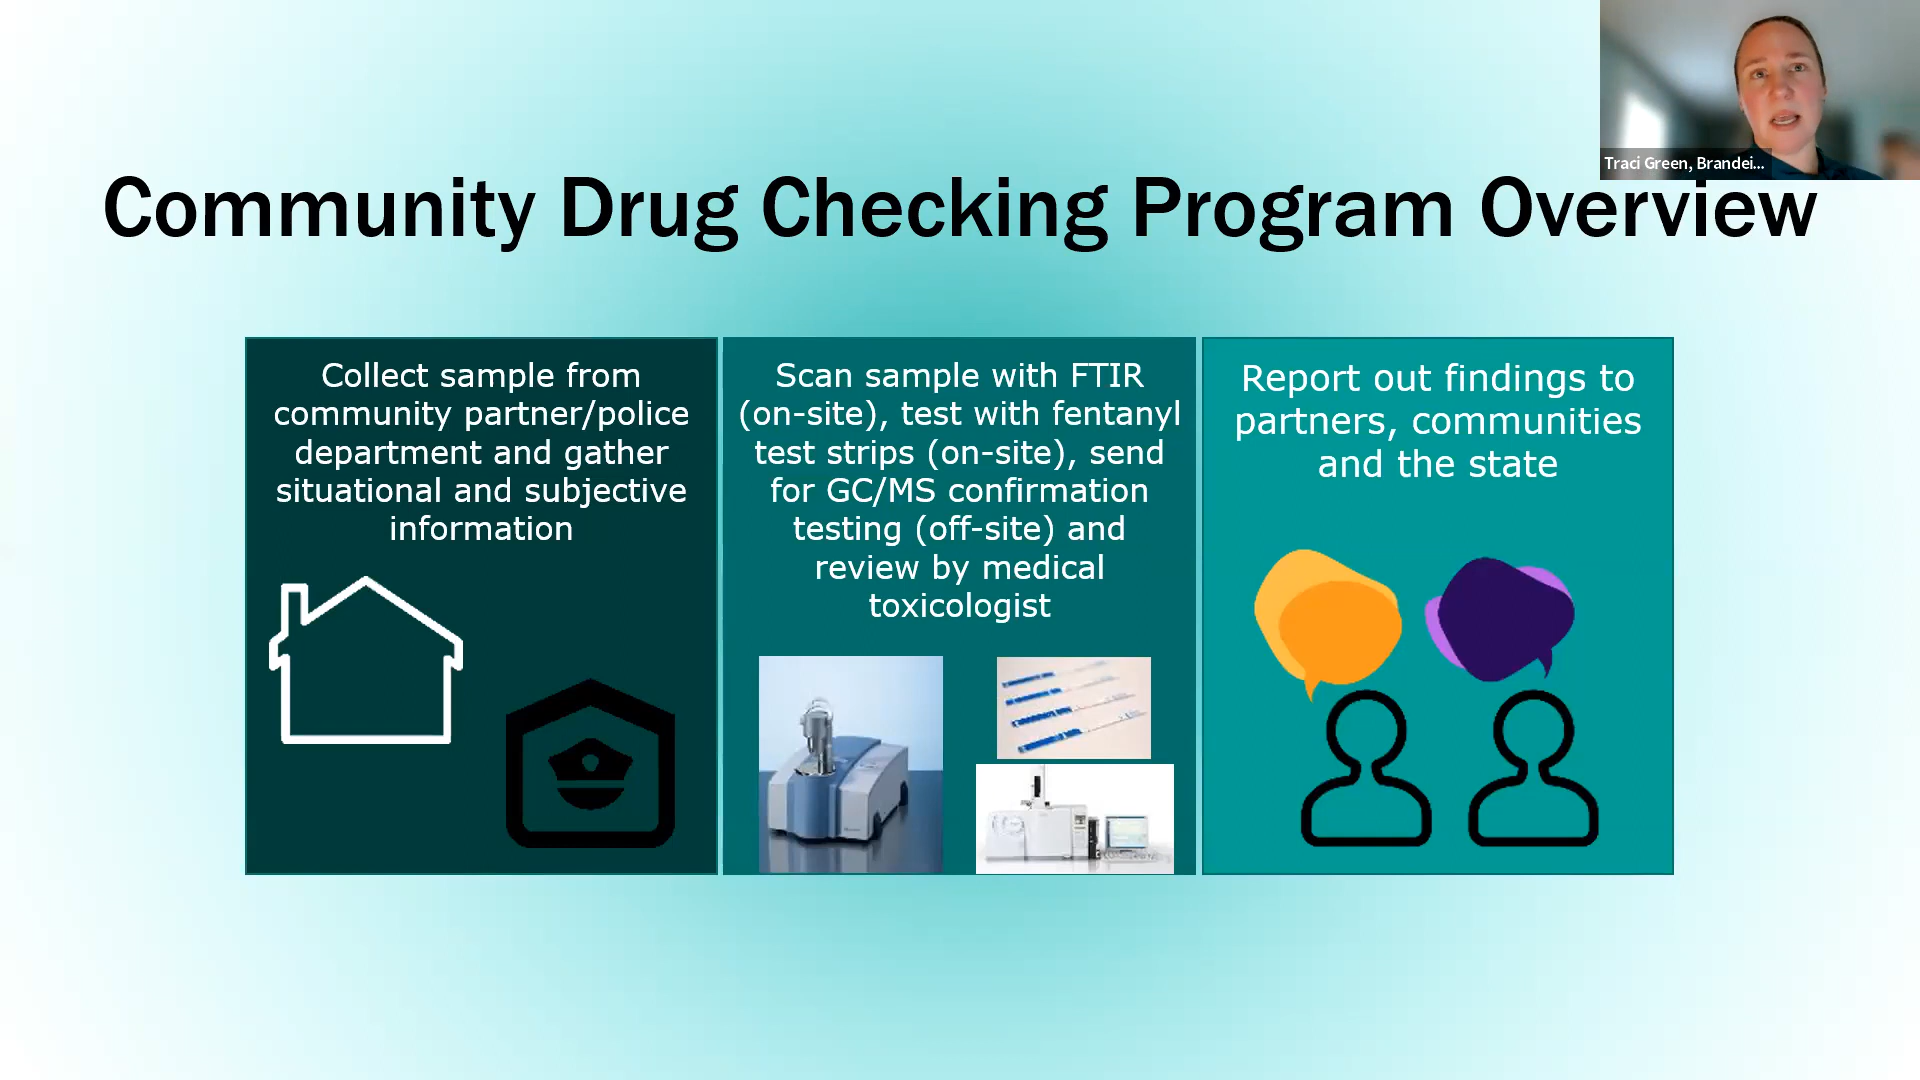 Traci Green, Brandei...
Community Drug Checking Program Overview
Collect sample from
community partner/police
department and gather
situational and subjective
information
Scan sample with FTIR
(on-site), test with fentanyl
test strips (on-site), send
for GC/MS confirmation
testing (off-site) and
review by medical
toxicologist
Report out findings to
partners, communities
and the state